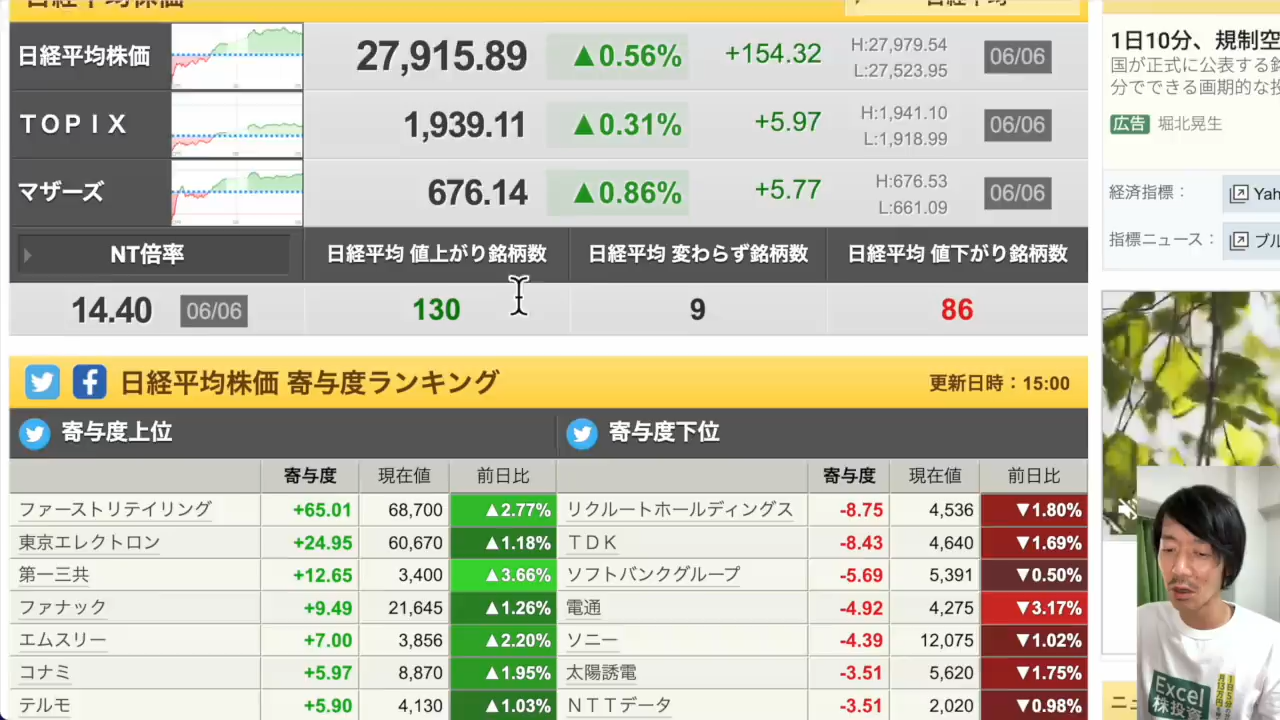 日経平均株価
日経平均株価 27,915.89 ▲0.56% +154.32 H:27,979.54 L:27,523.95 06/06
TOPIX 1,939.11 ▲0.31% +5.97 H:1,941.10 L:1,918.99 06/06
マザーズ 676.14 ▲0.86% +5.77 H:676.53 L:661.09 06/06
NT倍率 日経平均 値上がり銘柄数 日経平均 変わらず銘柄数 日経平均 値下がり銘柄数
14.40 06/06 130 9 86
日経平均株価 寄与度ランキング 更新日時：15:00
寄与度上位 寄与度下位
寄与度 現在値 前日比 寄与度 現在値 前日比
ファーストリテイリング +65.01 68,700 ▲2.77% リクルートホールディングス -8.75 4,536 ▼1.80%
東京エレクトロン +24.95 60,670 ▲1.18% TDK -8.43 4,640 ▼1.69%
第一三共 +12.65 3,400 ▲3.66% ソフトバンクグループ -5.69 5,391 ▼0.50%
ファナック +9.49 21,645 ▲1.26% 電通 -4.92 4,275 ▼3.17%
エムスリー +7.00 3,856 ▲2.20% ソニー -4.39 12,075 ▼1.02%
コナミ +5.97 8,870 ▲1.95% 太陽誘電 -3.51 5,620 ▼1.75%
テルモ +5.90 4,130 ▲1.03% NTTデータ -3.51 2,020 ▼0.98%
1日10分、規制空
国が正式に公表する銘
分でできる画期的な投
広告 堀北晃生
経済指標： Yah
指標ニュース： ブル
ニュ
Excel
株投資